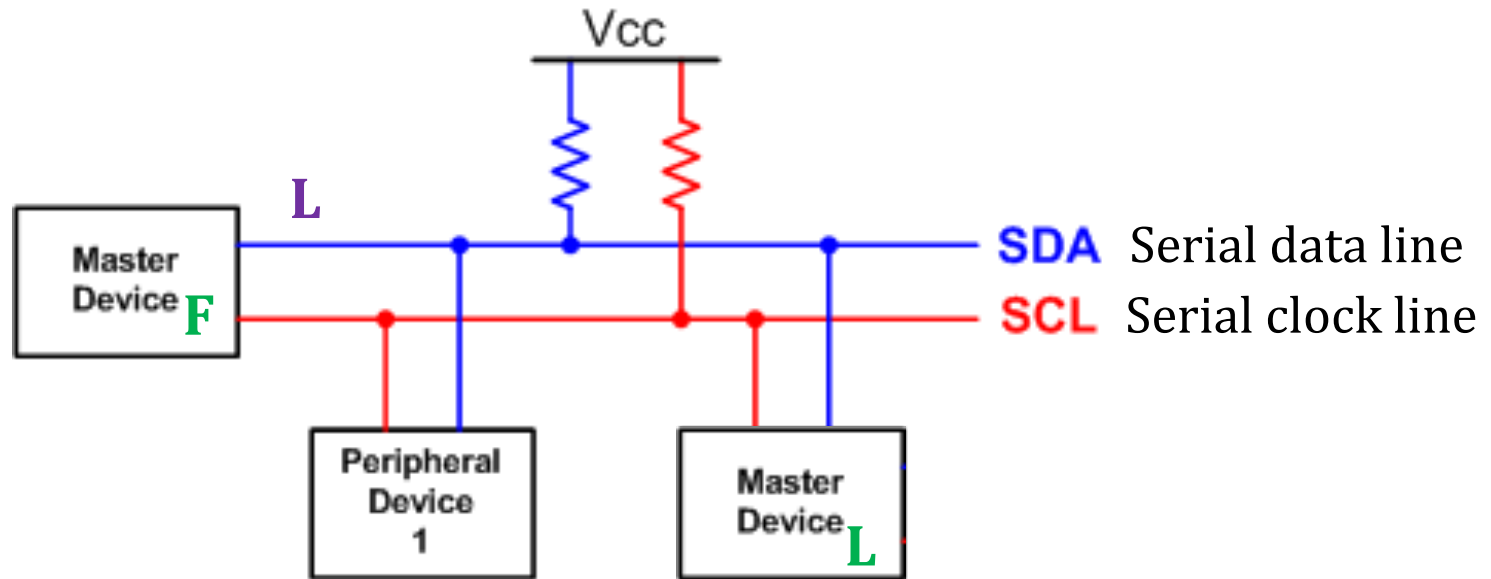 Vcc
L
Master
Device F
SDA Serial data line
SCL Serial clock line
Peripheral
Device
1
Master
Device L